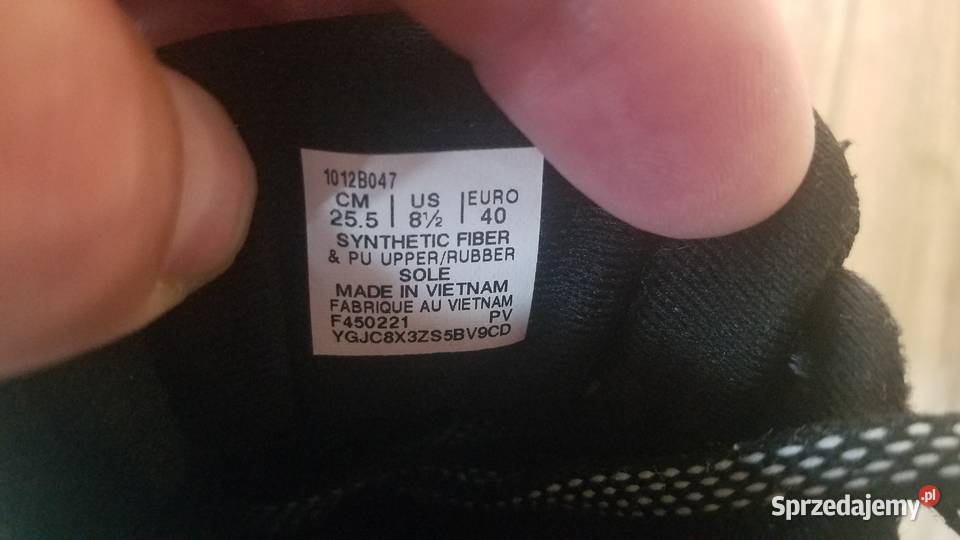 1012B047
CM | US | EURO
25.5 | 8½ | 40
SYNTHETIC FIBER
& PU UPPER/RUBBER
SOLE
MADE IN VIETNAM
FABRIQUE AU VIETNAM
F450221 PV
YGJC8X3ZS5BV9CD
Sprzedajemy.pl